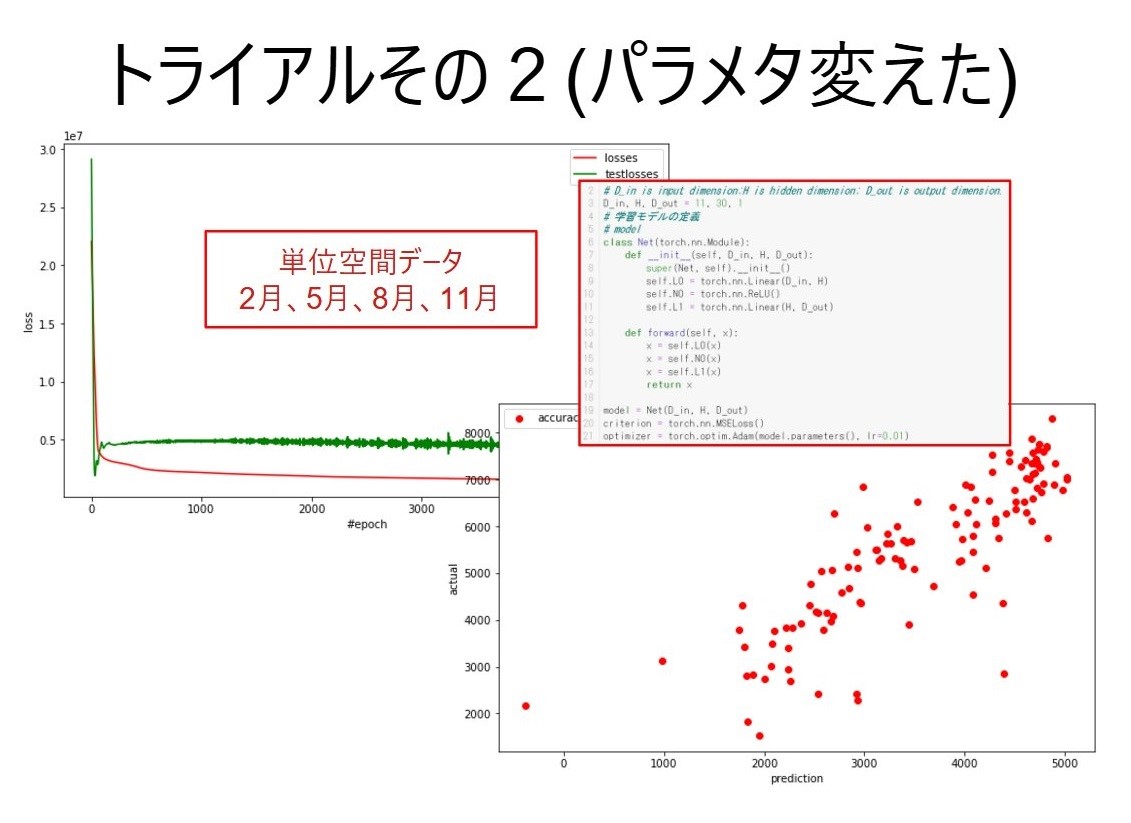 トライアルその２(パラメタ変えた)
1e7
3.0
2.5
2.0
1.5
1.0
0.5
loss
0
1000
2000
3000
#epoch
losses
testlosses
単位空間データ
2月、5月、8月、11月
2 # D_in is input dimension;H is hidden dimension; D_out is output dimension.
3 D_in, H, D_out = 11, 30, 1
4 # 学習モデルの定義
5 # model
6 class Net(torch.nn.Module):
7 def __init__(self, D_in, H, D_out):
8 super(Net, self).__init__()
9 self.L0 = torch.nn.Linear(D_in, H)
10 self.N0 = torch.nn.ReLU()
11 self.L1 = torch.nn.Linear(H, D_out)
12
13 def forward(self, x):
14 x = self.L0(x)
15 x = self.N0(x)
16 x = self.L1(x)
17 return x
18
19 model = Net(D_in, H, D_out)
20 criterion = torch.nn.MSELoss()
21 optimizer = torch.optim.Adam(model.parameters(), lr=0.01)
accurac
8000
7000
6000
5000
4000
3000
2000
actual
0
1000
2000
3000
4000
5000
prediction